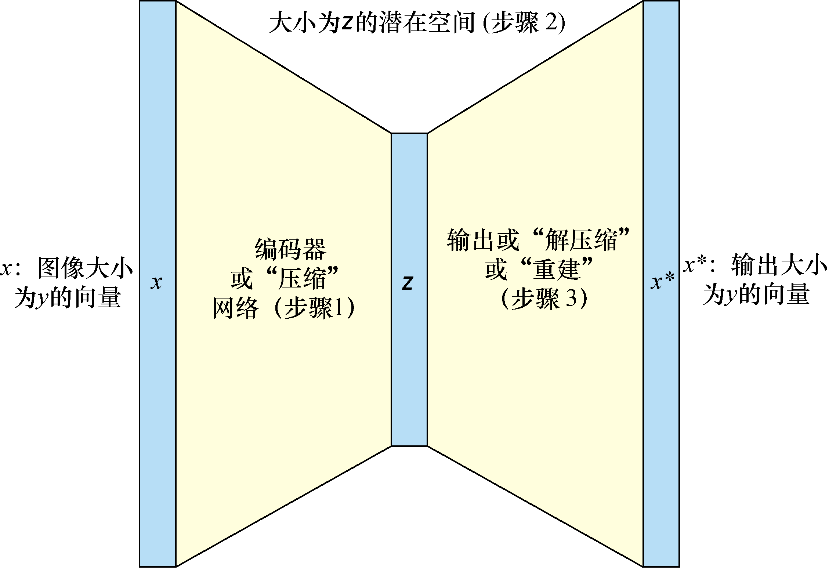 大小为z的潜在空间 (步骤 2)
x：图像大小
为y的向量
x
编码器
或“压缩”
网络（步骤1）
z
输出或“解压缩”
或“重建”
（步骤 3）
x*
x*：输出大小
为y的向量